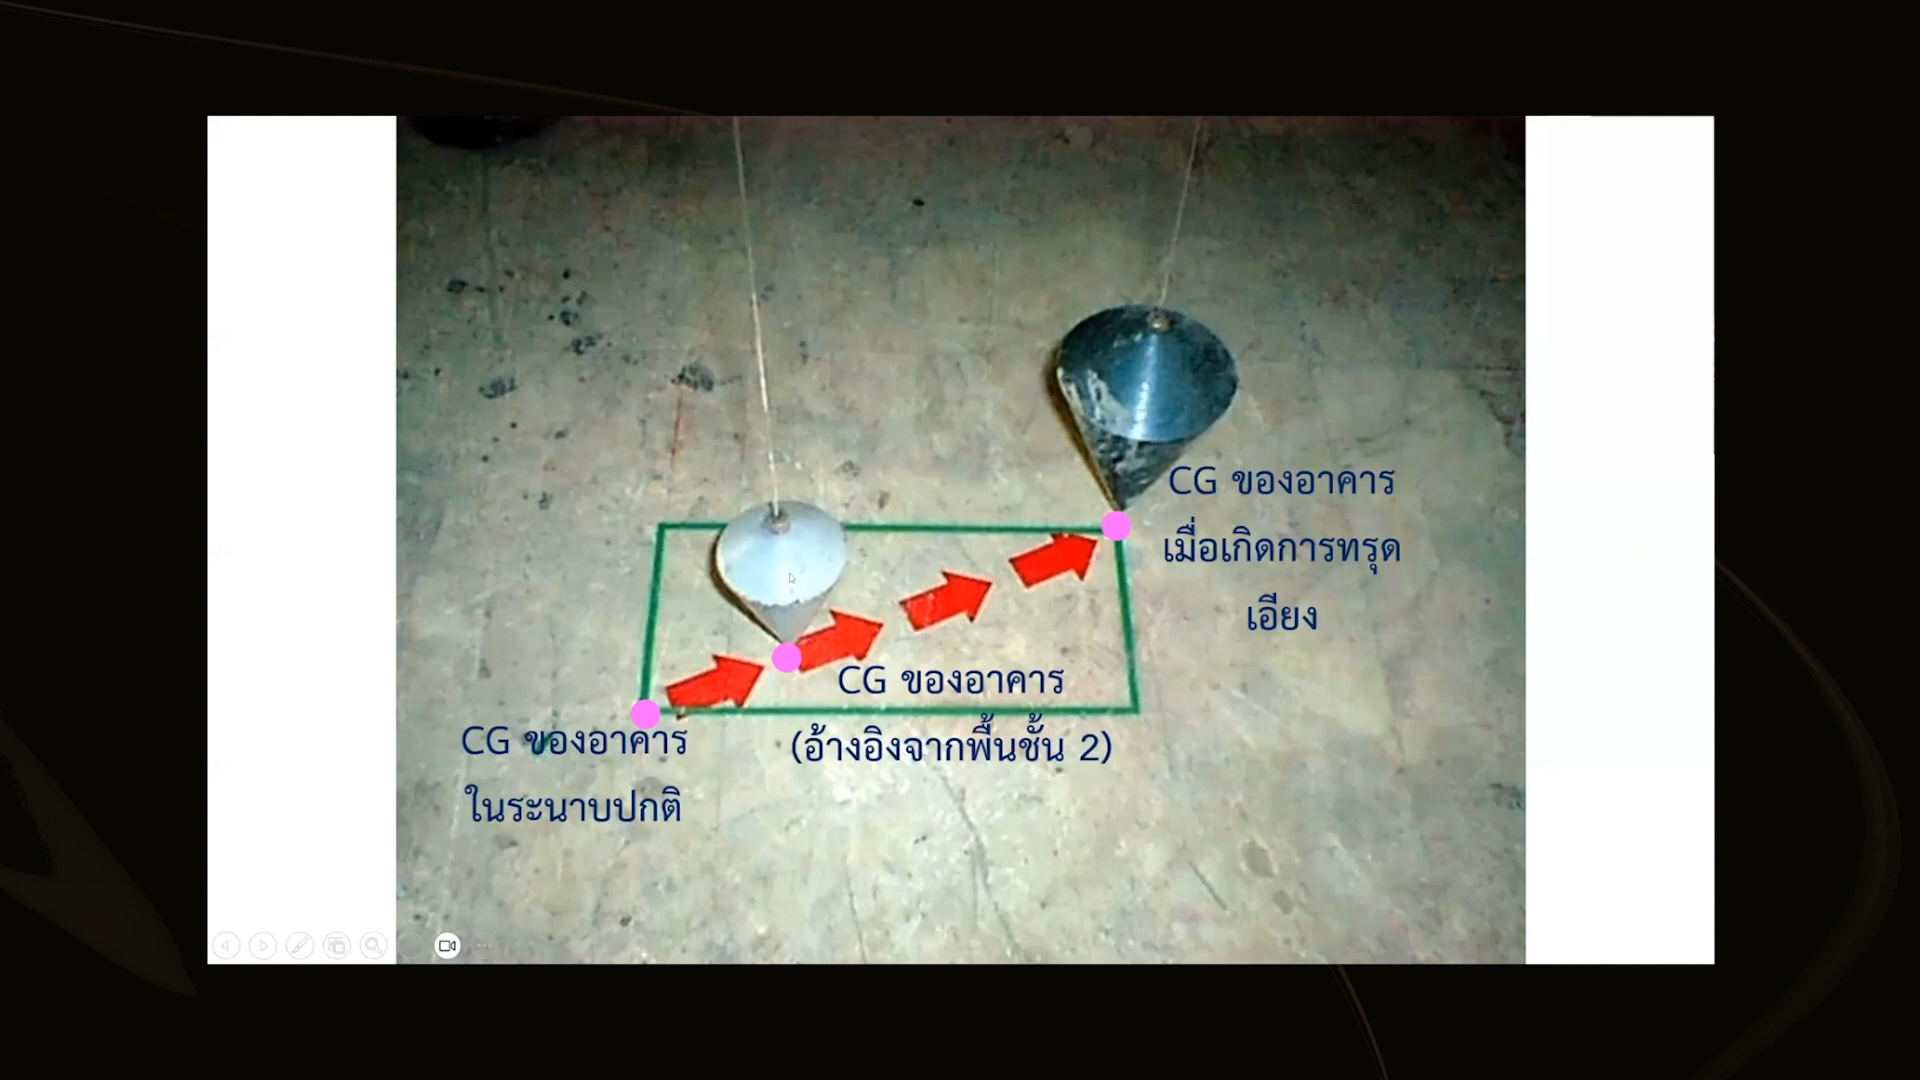 CG ของอาคาร
เมื่อเกิดการทรุด
เอียง
CG ของอาคาร
(อ้างอิงจากพื้นชั้น 2)
CG ของอาคาร
ในระนาบปกติ